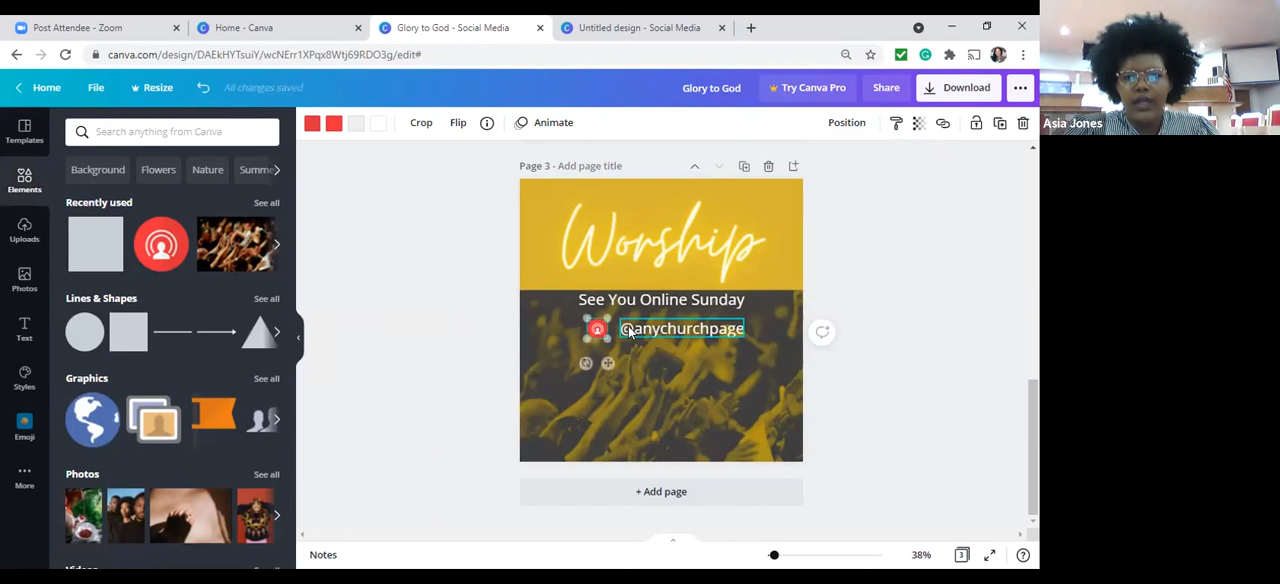 Post Attendee - Zoom
Home - Canva
Glory to God - Social Media
Untitled design - Social Media
canva.com/design/DAEkHYTsuiY/wcNErr1XPqx8Wtj69RDO3g/edit#
Home
File
Resize
All changes saved
Glory to God
Try Canva Pro
Share
Download
Asia Jones
Templates
Elements
Uploads
Photos
Text
Styles
Emoji
More
Search anything from Canva
Background
Flowers
Nature
Summe
Recently used
See all
Lines & Shapes
See all
Graphics
See all
Photos
See all
Crop
Flip
Animate
Position
Page 3 - Add page title
Worship
See You Online Sunday
@anychurchpage
+ Add page
Notes
38%
3